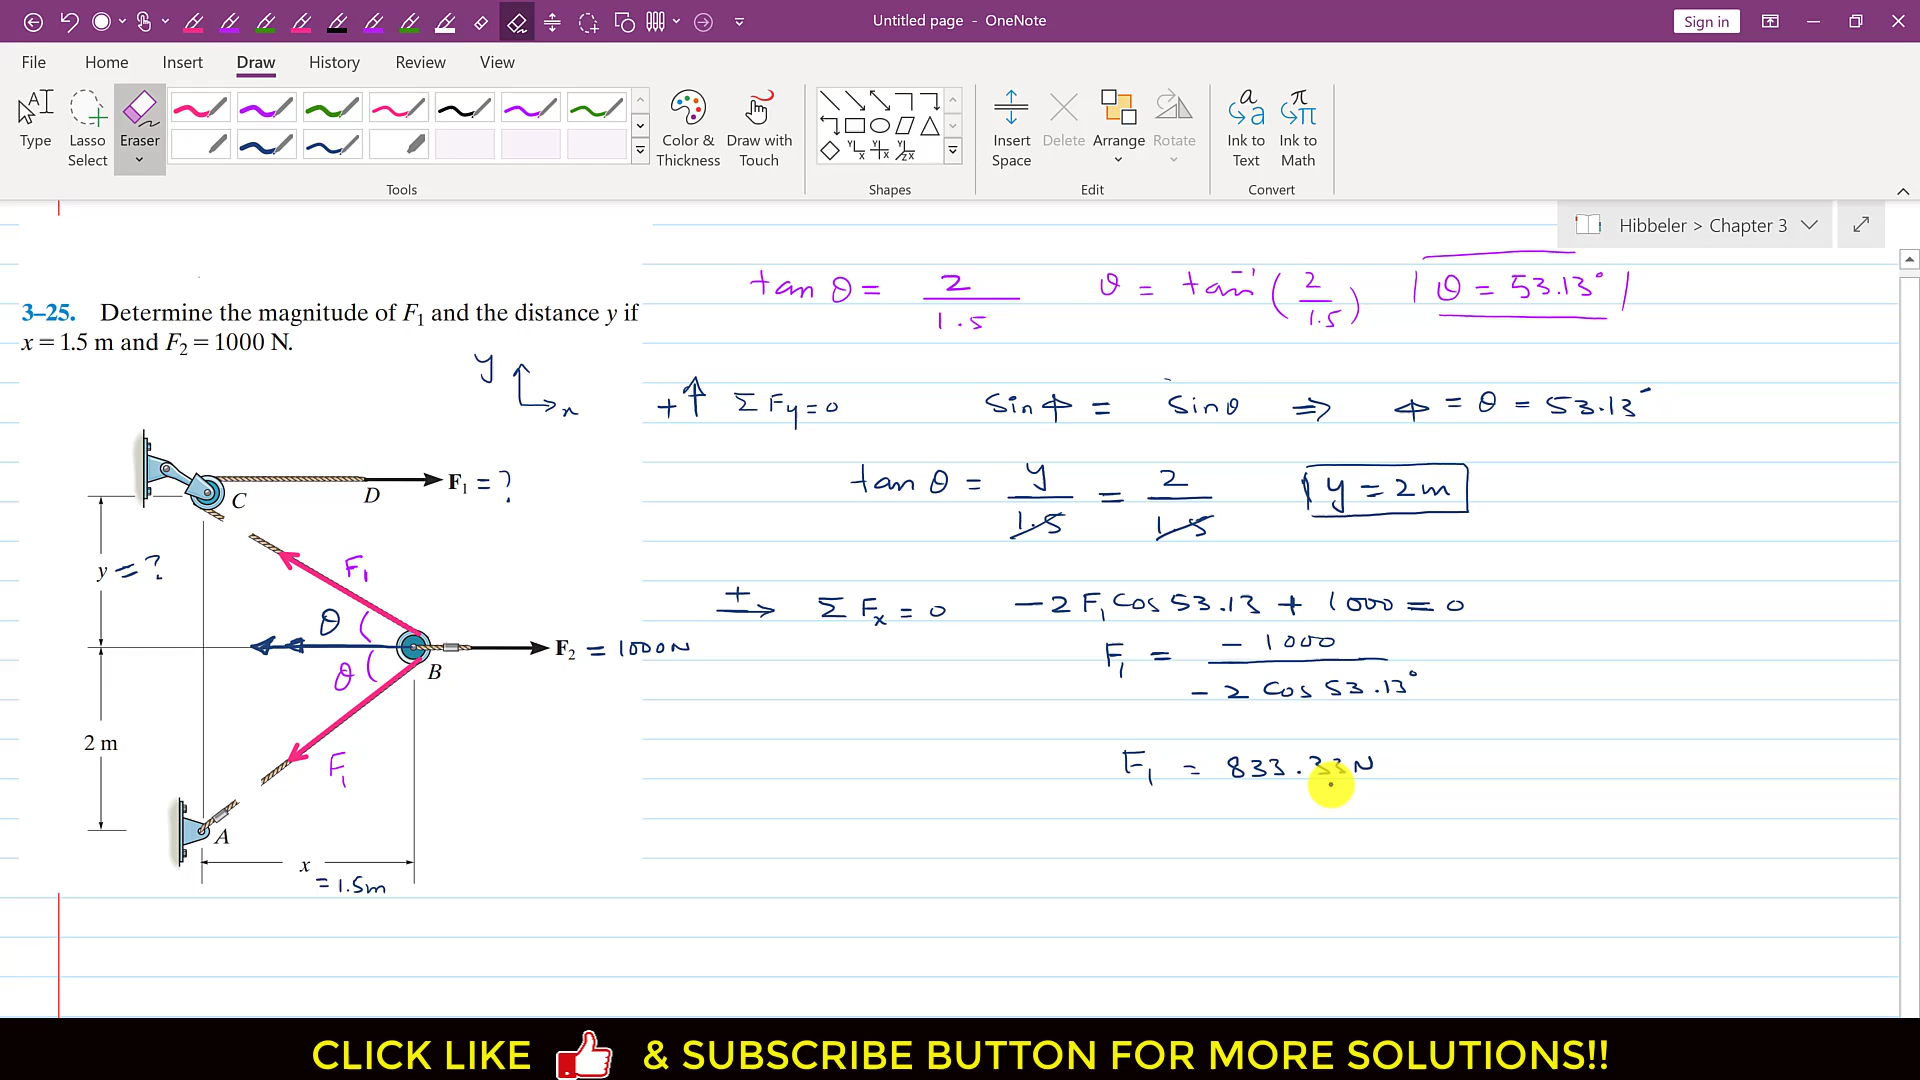 Untitled page - OneNote
Sign in
File Home Insert Draw History Review View
Type
Lasso Select
Eraser
Color & Thickness
Draw with Touch
Insert Space
Delete
Arrange
Rotate
Ink to Text
Ink to Math
Tools
Shapes
Edit
Convert
Hibbeler > Chapter 3
3–25. Determine the magnitude of F1 and the distance y if
x = 1.5 m and F2 = 1000 N.
y
x
C
D
F1 = ?
y = ?
F1
θ
F2 = 1000N
θ
B
2 m
F1
A
x
= 1.5m
tan θ = 2/1.5 θ = tan⁻¹ (2/1.5) θ = 53.13°
+↑ ΣFy = 0 sin φ = sin θ ⇒ φ = θ = 53.13°
tan θ = y/1.5 = 2/1.5 y = 2m
+→ ΣFx = 0 -2F1 cos 53.13 + 1000 = 0
F1 = -1000 / -2 cos 53.13°
F1 = 833.33N
CLICK LIKE & SUBSCRIBE BUTTON FOR MORE SOLUTIONS!!